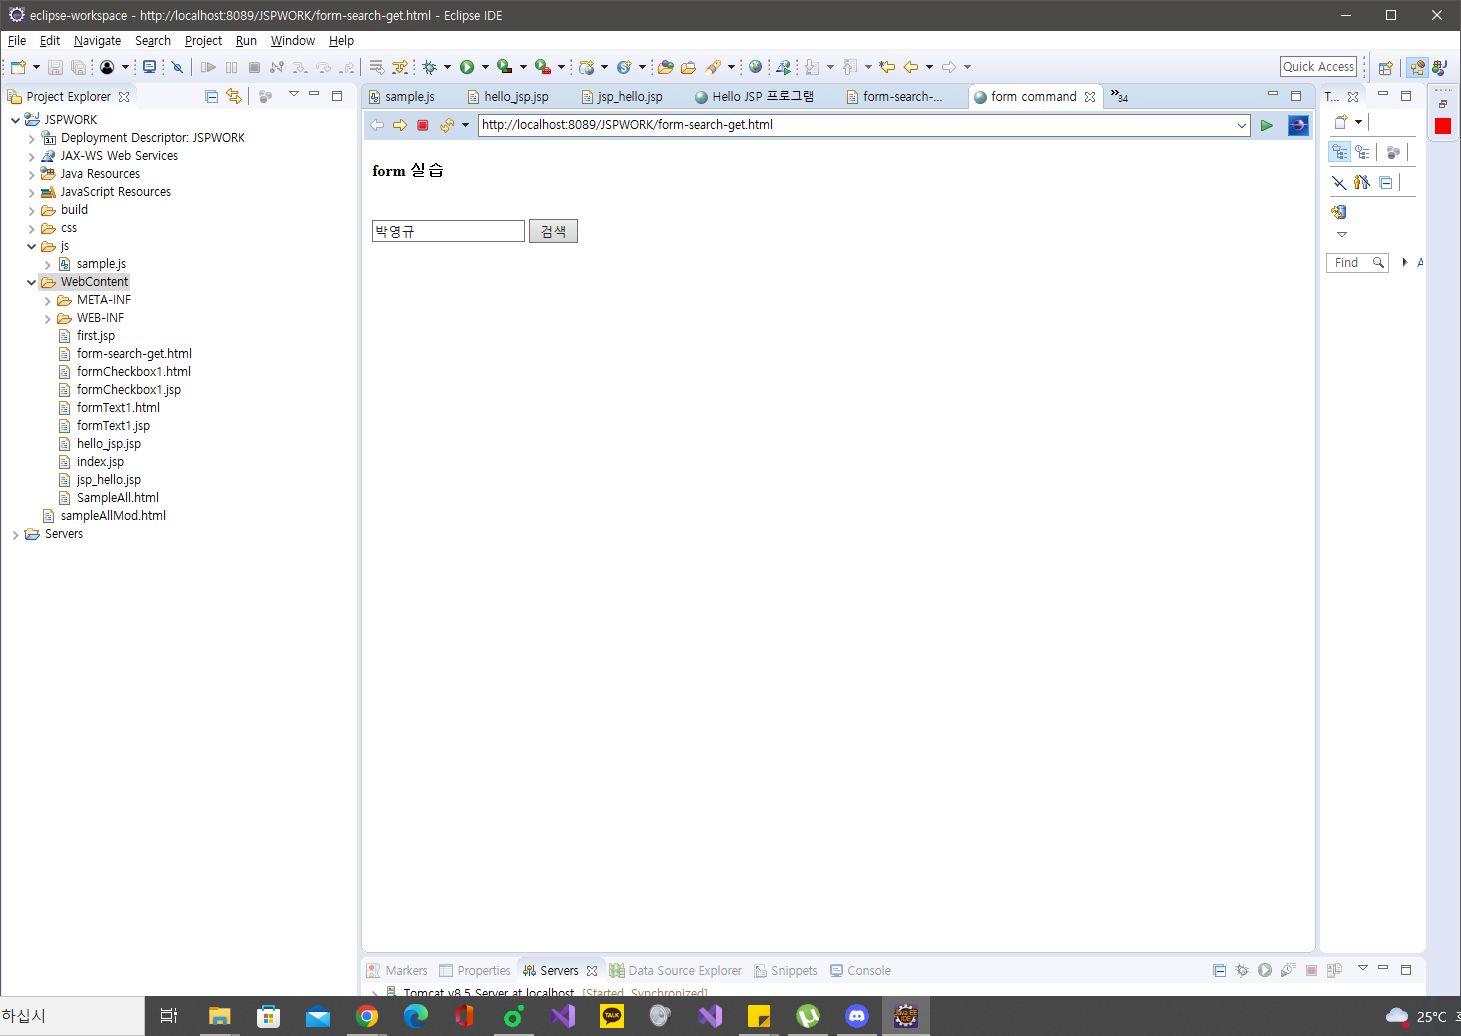 eclipse-workspace - http://localhost:8089/JSPWORK/form-search-get.html - Eclipse IDE
File Edit Navigate Search Project Run Window Help
Quick Access
Project Explorer
sample.js hello_jsp.jsp jsp_hello.jsp Hello JSP 프로그램 form-search-... form command »34
T...
http://localhost:8089/JSPWORK/form-search-get.html
JSPWORK
Deployment Descriptor: JSPWORK
JAX-WS Web Services
Java Resources
JavaScript Resources
build
css
js
sample.js
WebContent
META-INF
WEB-INF
first.jsp
form-search-get.html
formCheckbox1.html
formCheckbox1.jsp
formText1.html
formText1.jsp
hello_jsp.jsp
index.jsp
jsp_hello.jsp
SampleAll.html
sampleAllMod.html
Servers
form 실습
박영규 검색
Find A
Markers Properties Servers Data Source Explorer Snippets Console
Tomcat v8.5 Server at localhost [Started, Synchronized]
하십시 TALK 25°C